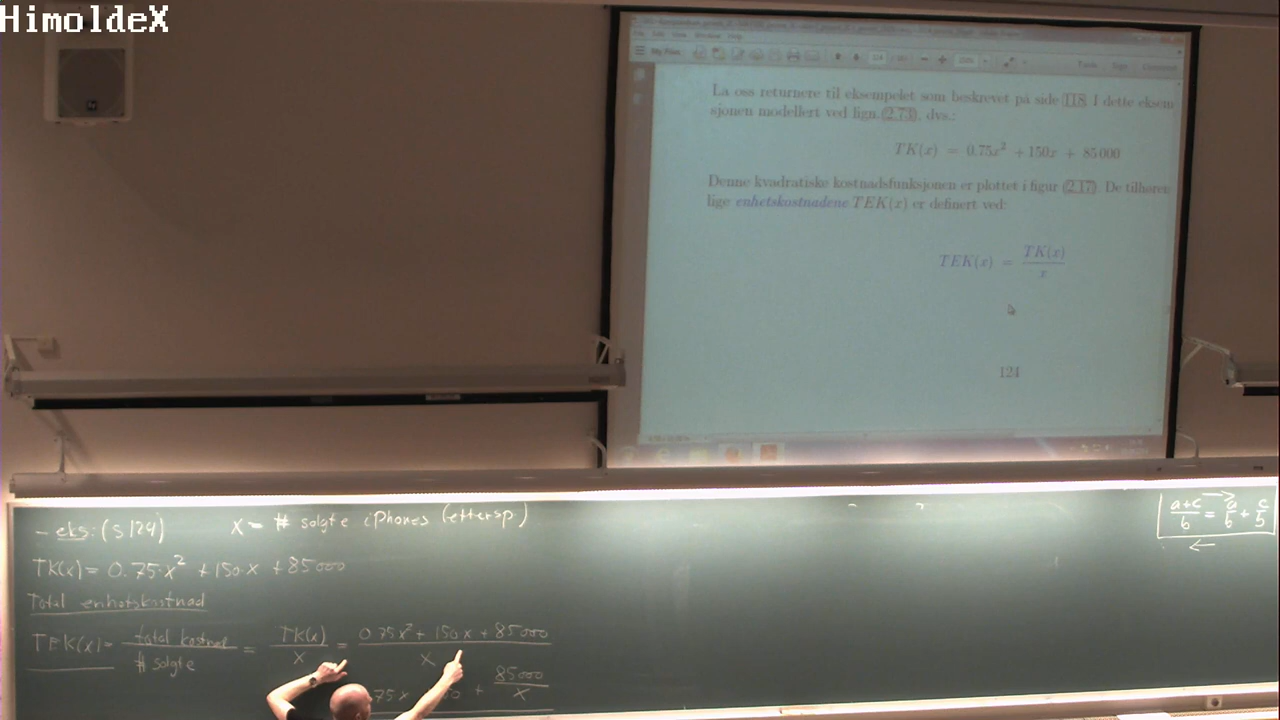 HimoldeX
La oss returnere til eksempelet som beskrevet på side 118. I dette eksem
sjonen modellert ved lign.(2.73), dvs.:
TK(x) = 0.75x² + 150x + 85000
Denne kvadratiske kostnadsfunksjonen er plottet i figur (2.17). De tilhøren
lige enhetskostnadene TEK(x) er definert ved:
TEK(x) = TK(x)/x
124
- eks: (s 124) x = # solgte iPhones (ettersp)
TK(x) = 0.75·x² + 150·x + 85000
Total enhetskostnad
TEK(x) = total kostnad / # solgte = TK(x)/x = 0.75x² + 150x + 85000 / x
75x + 85000/x
a+c/b = a/b + c/b